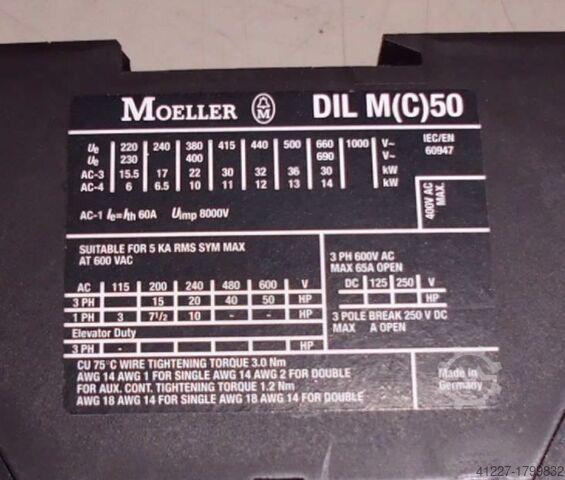 MOELLER M DIL M(C)50
Ue 220 240 380 415 440 500 660 1000 V~ IEC/EN
Ue 230 400 690 V~ 60947
AC-3 15.5 17 22 30 32 36 30 kW
AC-4 6 6.5 10 11 12 13 14 kW
400V AC
MAX.
AC-1 Ie=Ith 60A Uimp 8000V
SUITABLE FOR 5 KA RMS SYM MAX
AT 600 VAC
AC 115 200 240 480 600 V
3 PH 15 20 40 50 HP
1 PH 3 7 1/2 10 - - HP
Elevator Duty
3 PH - - - - HP
3 PH 600V AC
MAX 65A OPEN
DC 125 250 V
- - HP
3 POLE BREAK 250 V DC
MAX A OPEN
CU 75°C WIRE TIGHTENING TORQUE 3.0 Nm
AWG 14 AWG 1 FOR SINGLE AWG 14 AWG 2 FOR DOUBLE
FOR AUX. CONT. TIGHTENING TORQUE 1.2 Nm
AWG 18 AWG 14 FOR SINGLE AWG 18 AWG 14 FOR DOUBLE
Made in
Germany
41227-1799832